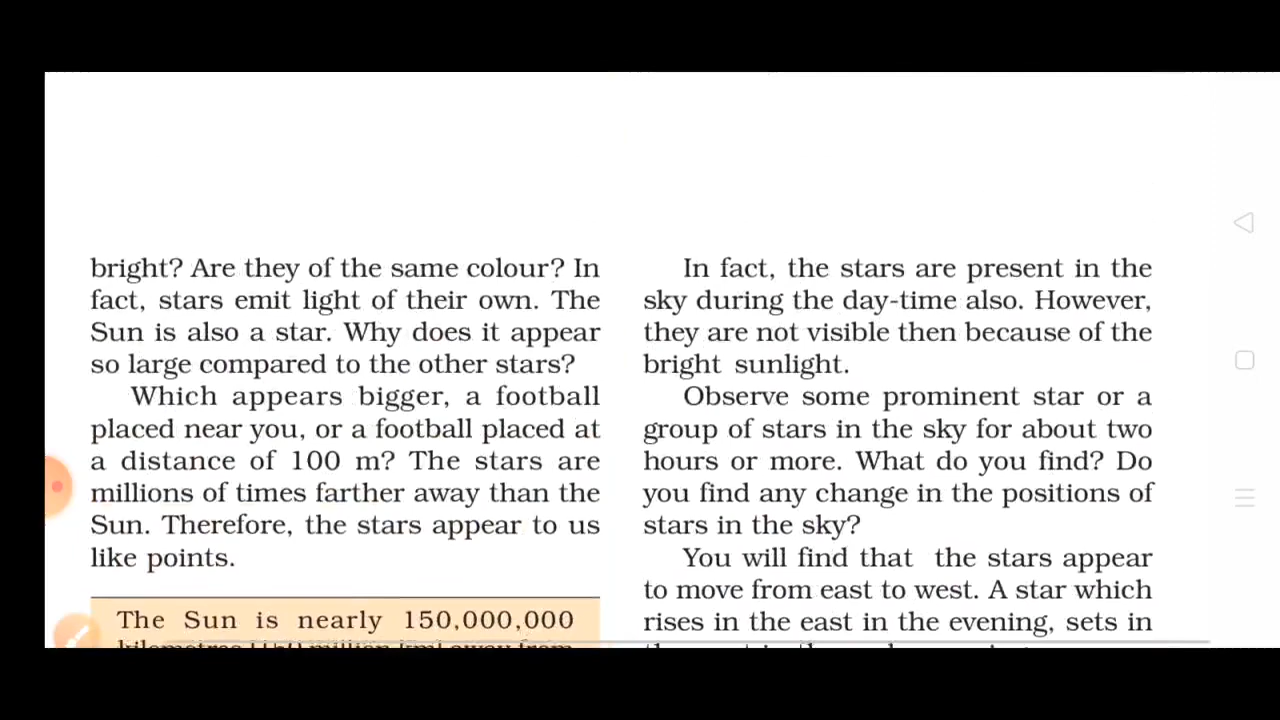 bright? Are they of the same colour? In
fact, stars emit light of their own. The
Sun is also a star. Why does it appear
so large compared to the other stars?
Which appears bigger, a football
placed near you, or a football placed at
a distance of 100 m? The stars are
millions of times farther away than the
Sun. Therefore, the stars appear to us
like points.
The Sun is nearly 150,000,000
kilometres (150 million km) away from
In fact, the stars are present in the
sky during the day-time also. However,
they are not visible then because of the
bright sunlight.
Observe some prominent star or a
group of stars in the sky for about two
hours or more. What do you find? Do
you find any change in the positions of
stars in the sky?
You will find that the stars appear
to move from east to west. A star which
rises in the east in the evening, sets in